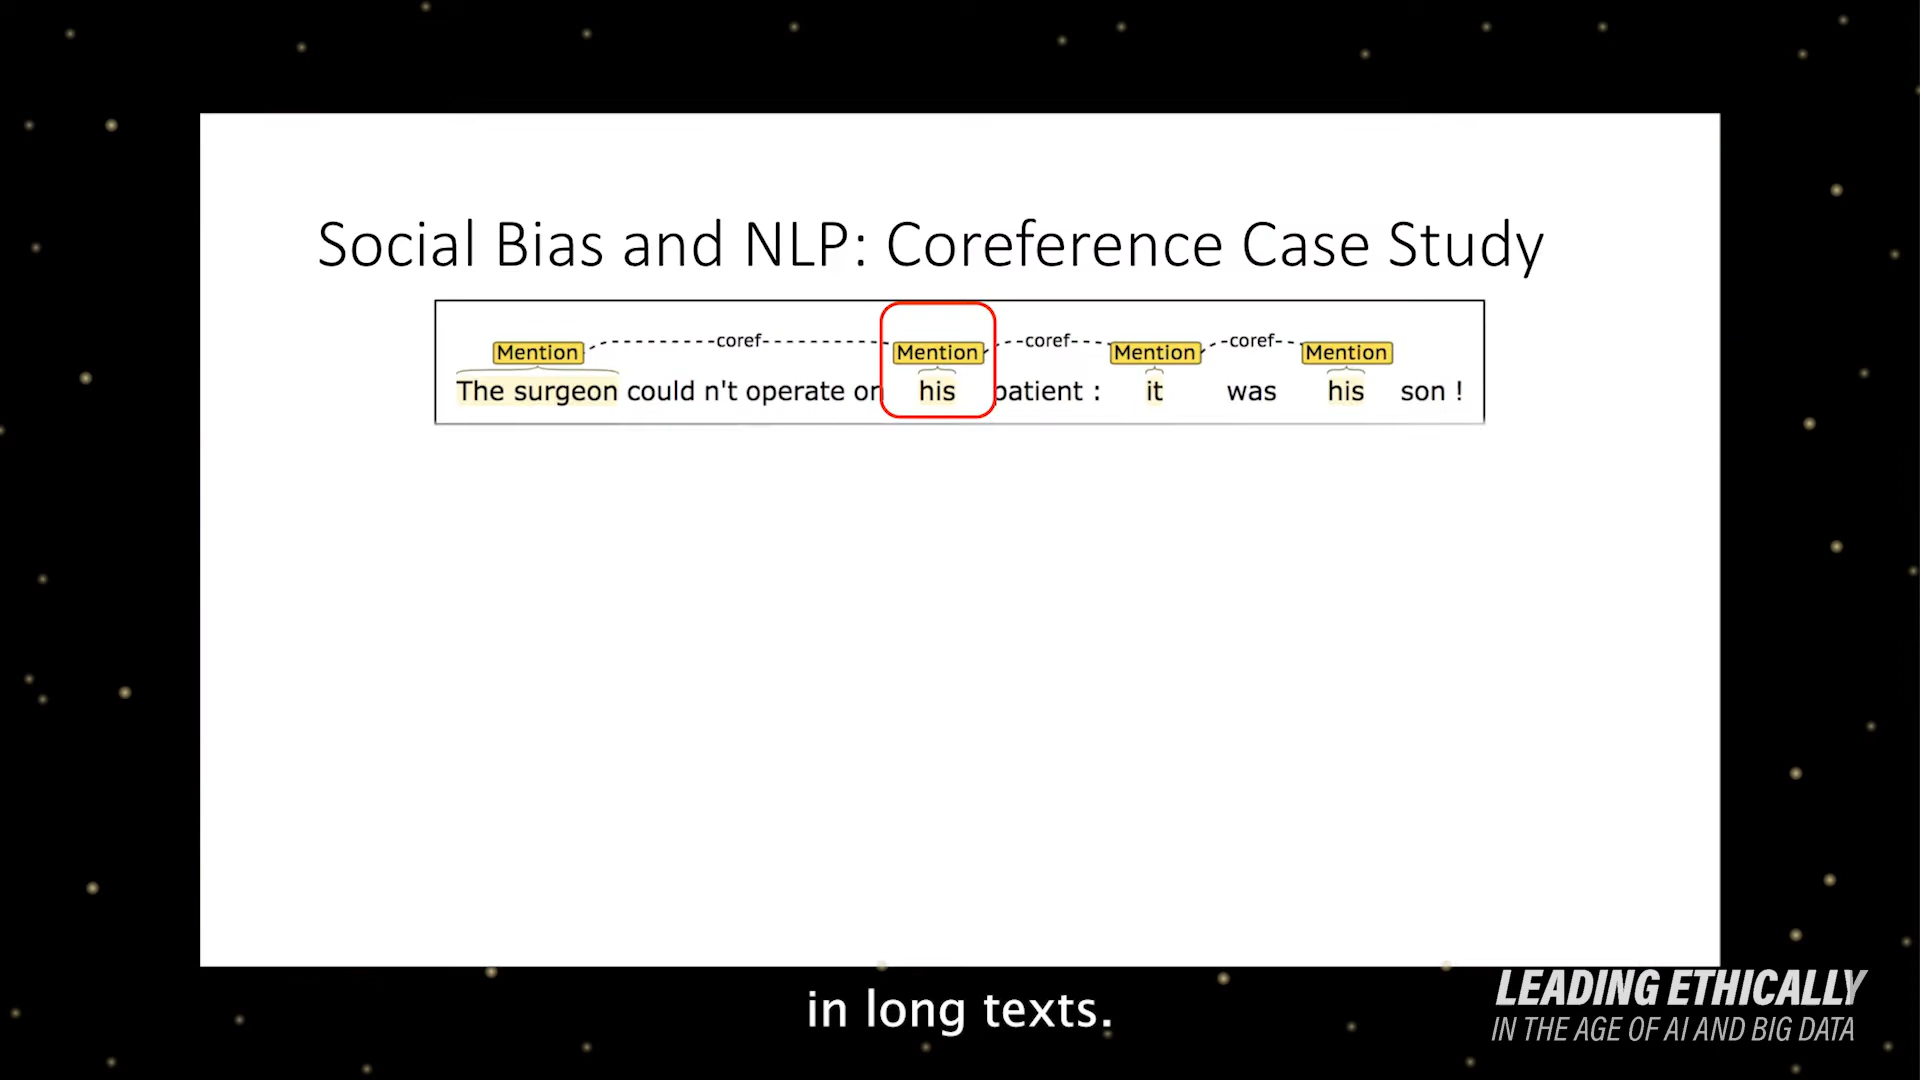 Social Bias and NLP: Coreference Case Study
Mention coref Mention coref Mention coref Mention
The surgeon could n't operate on his patient : it was his son !
in long texts.
LEADING ETHICALLY
IN THE AGE OF AI AND BIG DATA